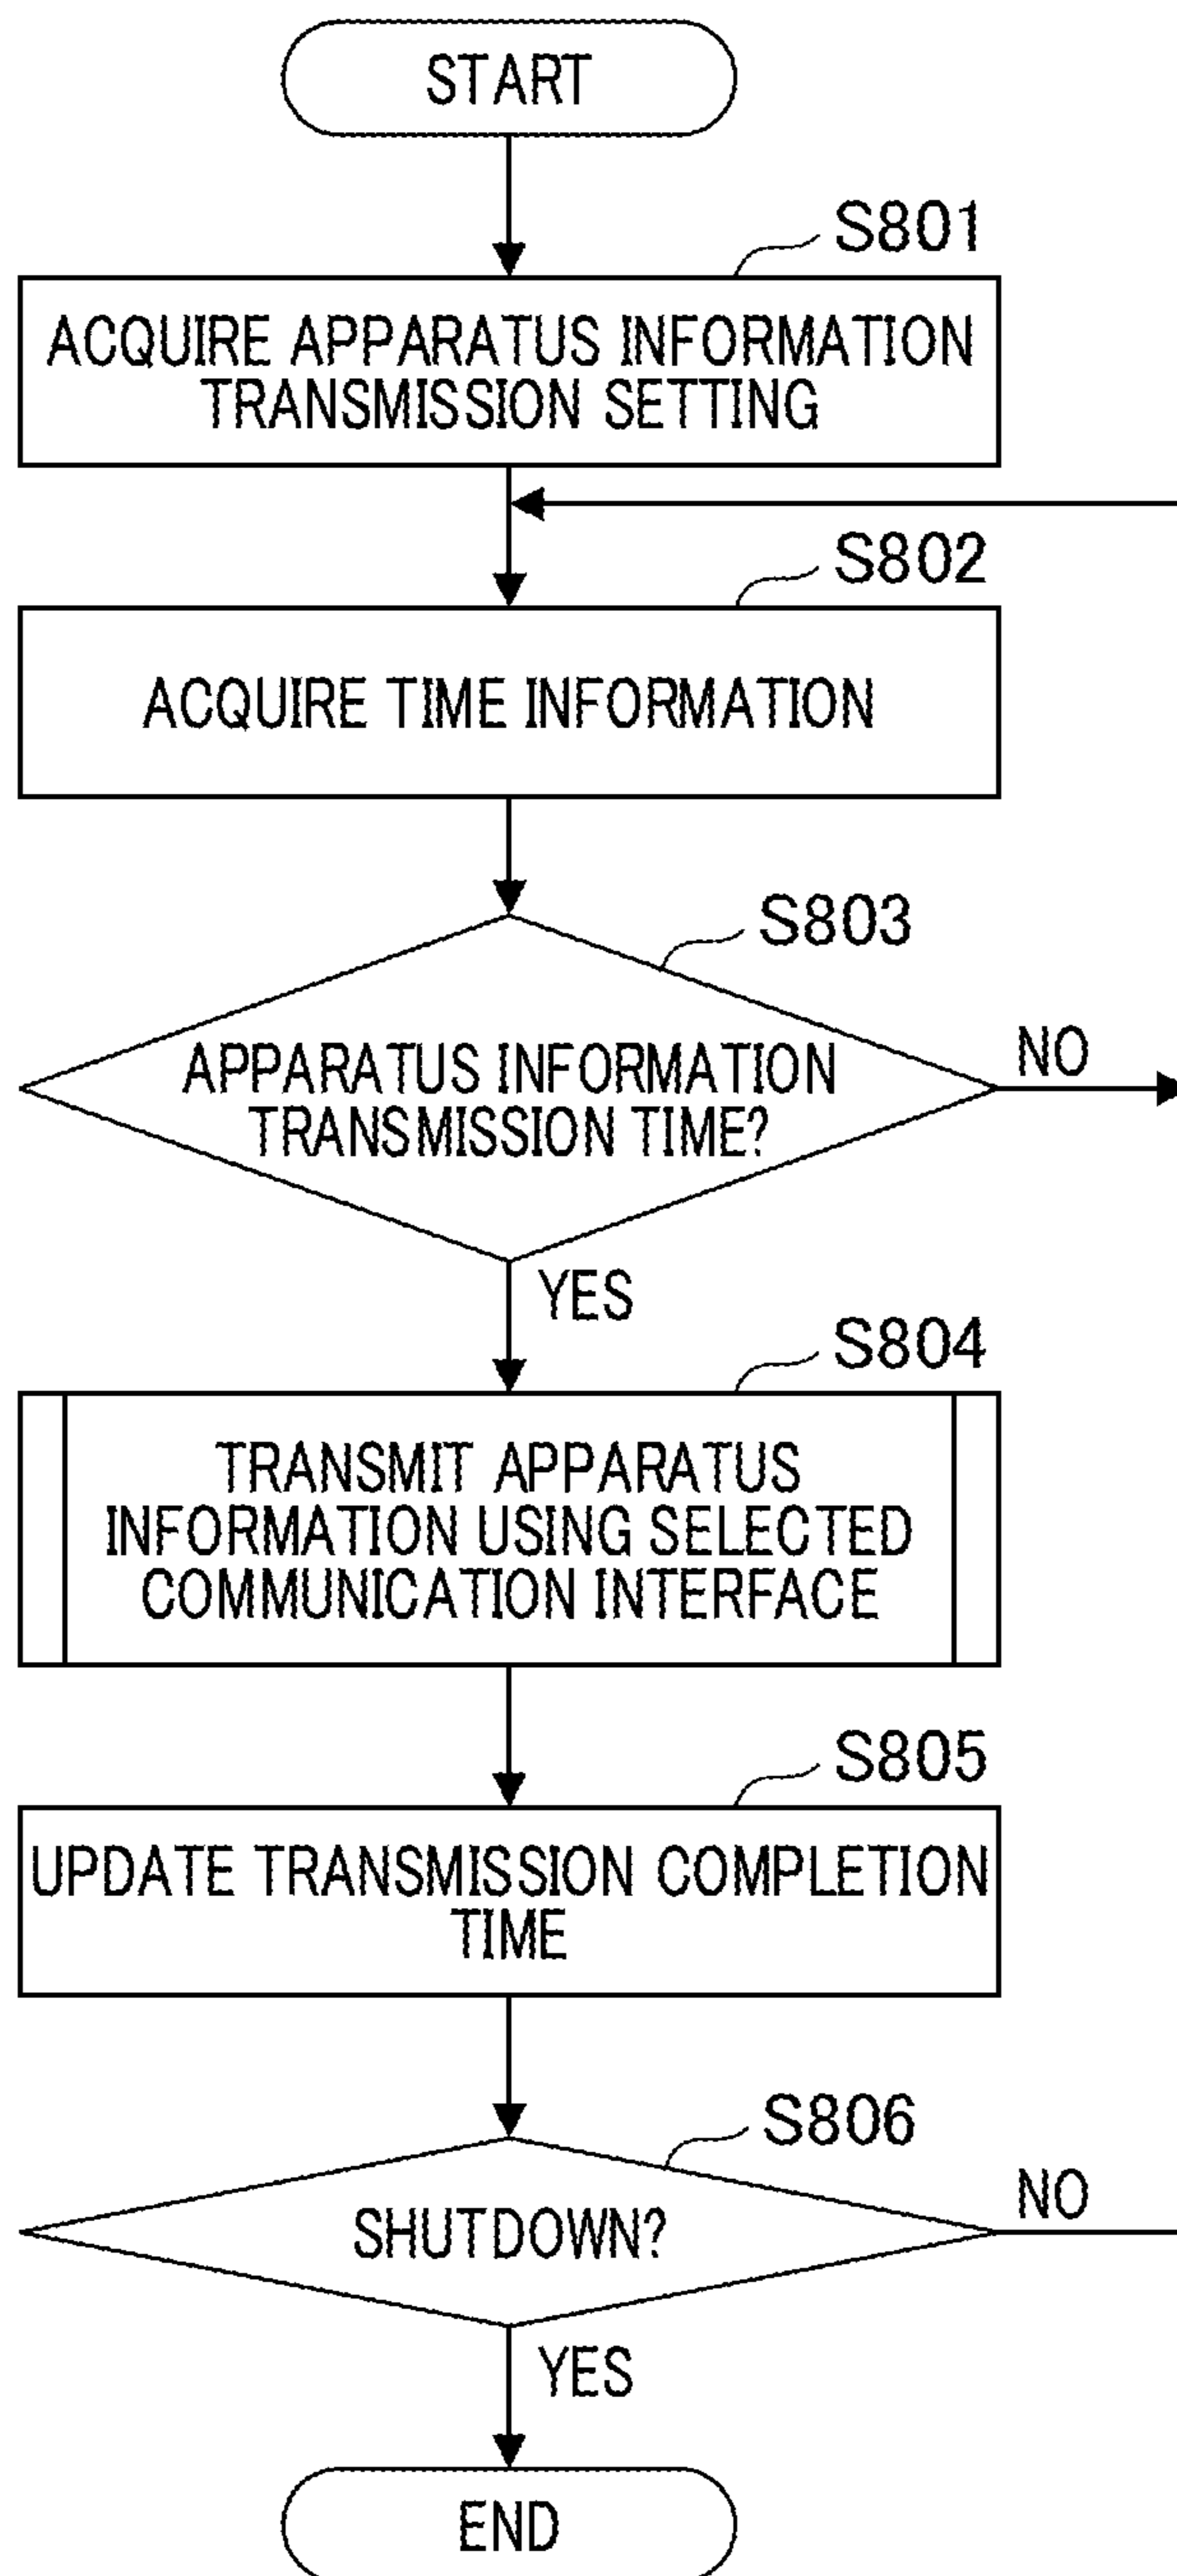 START
S801
ACQUIRE APPARATUS INFORMATION
TRANSMISSION SETTING
S802
ACQUIRE TIME INFORMATION
S803
APPARATUS INFORMATION
TRANSMISSION TIME?
NO
YES
S804
TRANSMIT APPARATUS
INFORMATION USING SELECTED
COMMUNICATION INTERFACE
S805
UPDATE TRANSMISSION COMPLETION
TIME
S806
SHUTDOWN?
NO
YES
END